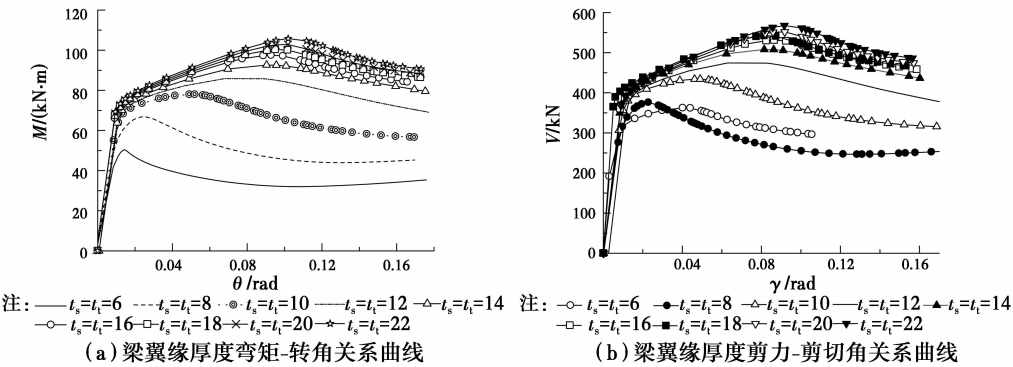 M/(kN·m)
120
100
80
60
40
20
0
0.04 0.08 0.12 0.16
θ /rad
注: ts=tt=6 ts=tt=8 ts=tt=10 ts=tt=12 ts=tt=14
ts=tt=16 ts=tt=18 ts=tt=20 ts=tt=22
(a)梁翼缘厚度弯矩-转角关系曲线
V/kN
600
500
400
300
200
100
0
0.04 0.08 0.12 0.16
γ /rad
注: ts=tt=6 ts=tt=8 ts=tt=10 ts=tt=12 ts=tt=14
ts=tt=16 ts=tt=18 ts=tt=20 ts=tt=22
(b)梁翼缘厚度剪力-剪切角关系曲线